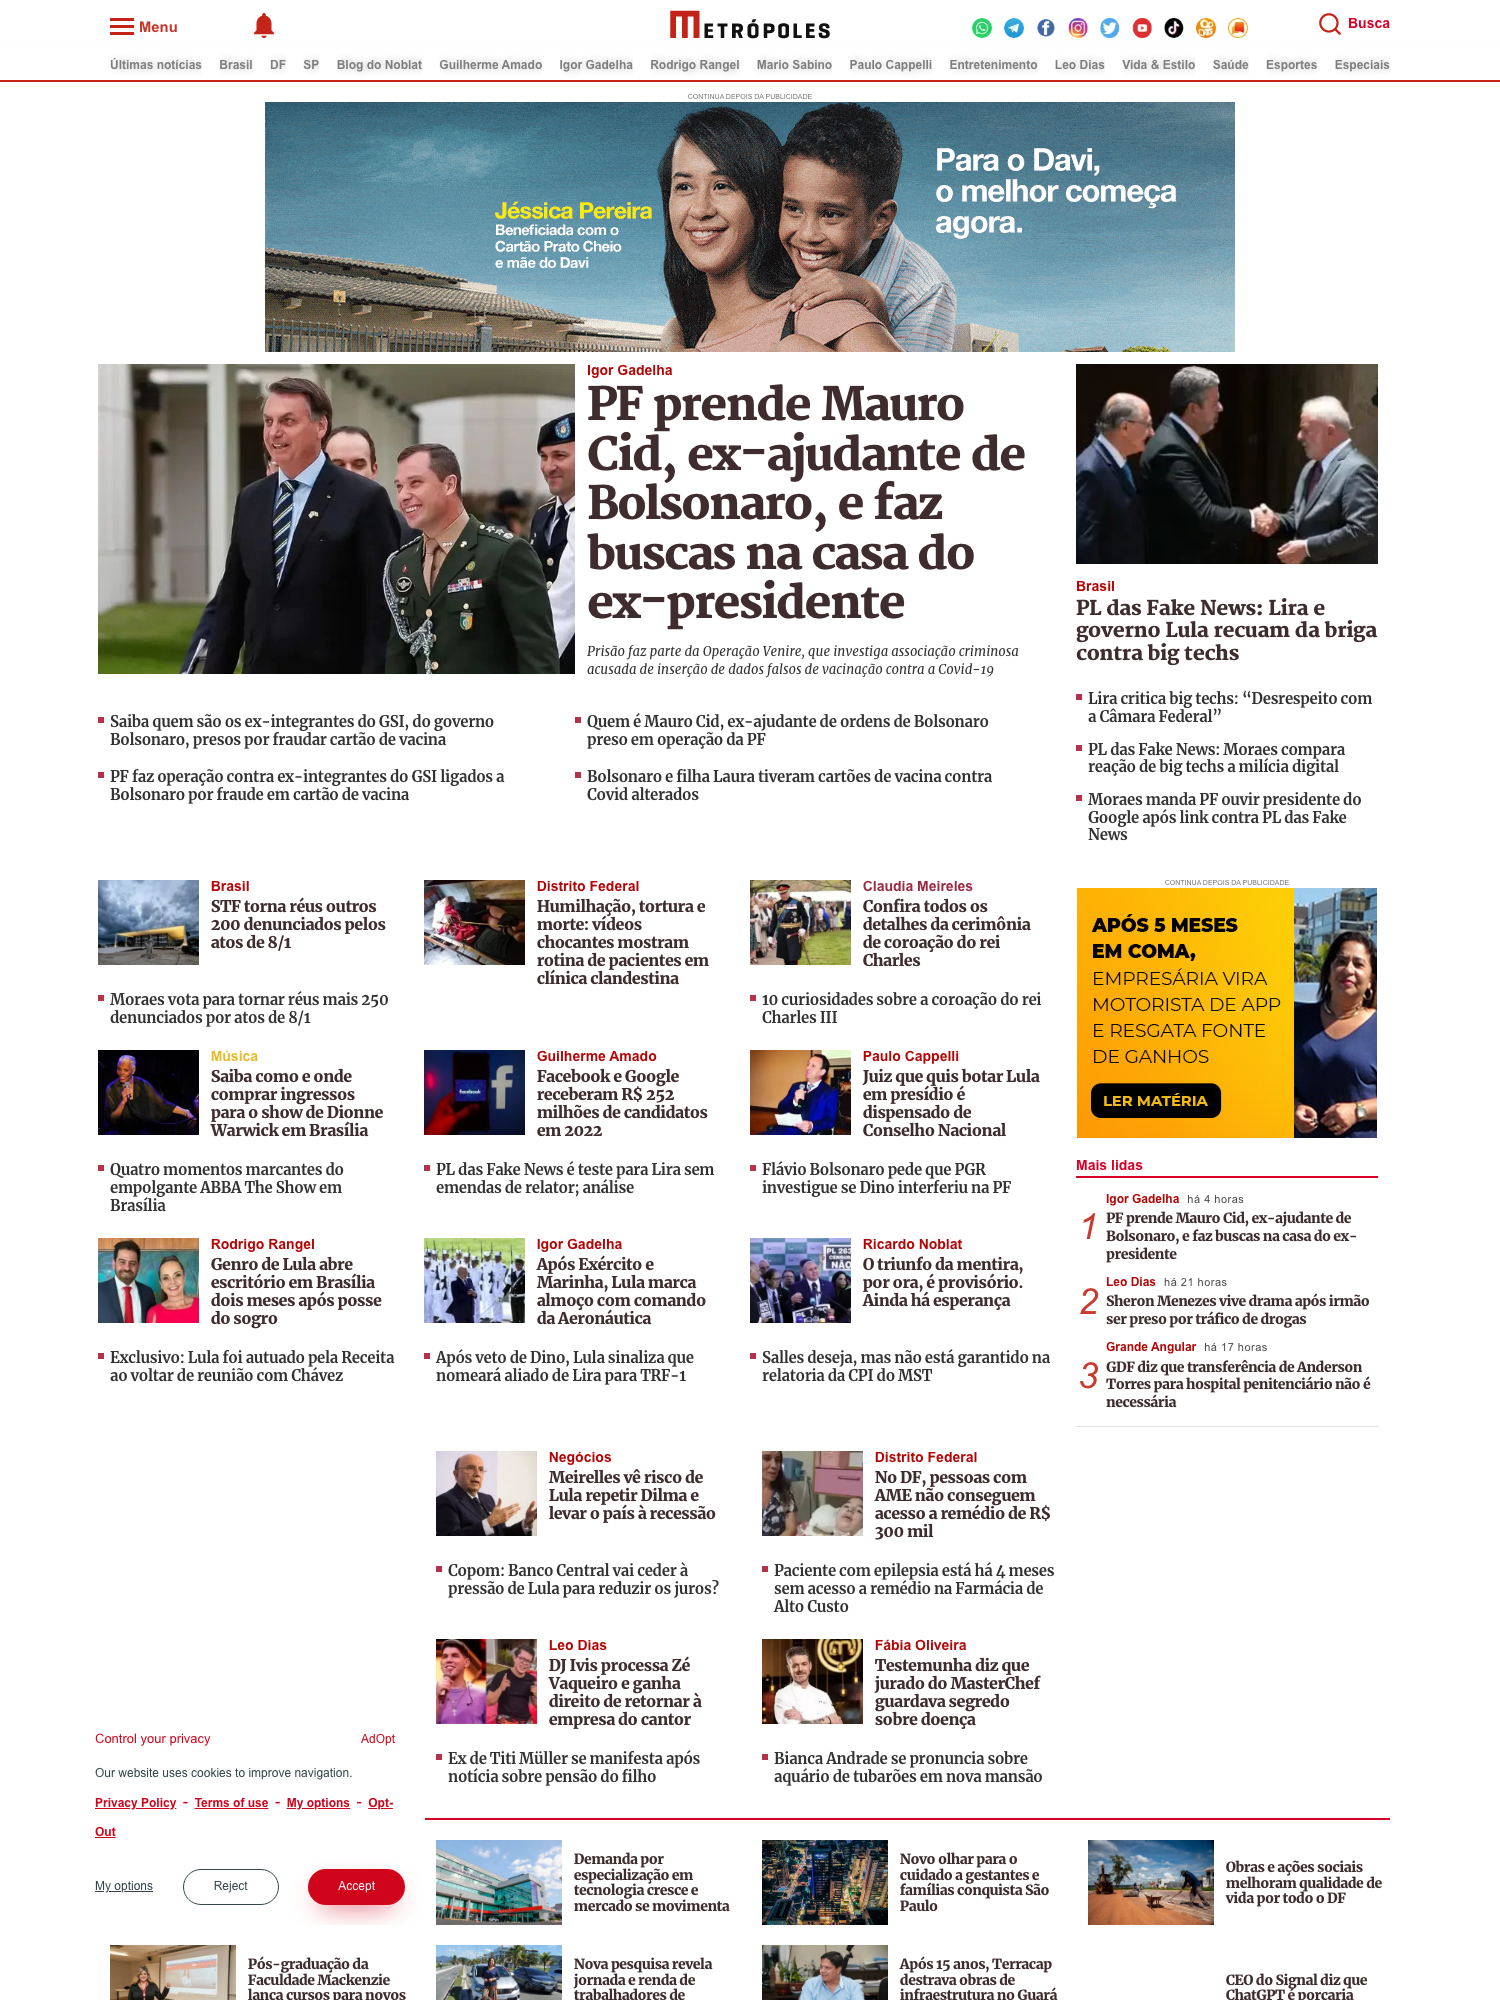 Menu
METRÓPOLES
Busca
Últimas notícias Brasil DF SP Blog do Noblat Guilherme Amado Igor Gadelha Rodrigo Rangel Mario Sabino Paulo Cappelli Entretenimento Leo Dias Vida & Estilo Saúde Esportes Especiais
CONTINUA DEPOIS DA PUBLICIDADE
Jéssica Pereira
Beneficiada com o
Cartão Prato Cheio
e mãe do Davi
Para o Davi,
o melhor começa
agora.
Igor Gadelha
PF prende Mauro
Cid, ex-ajudante de
Bolsonaro, e faz
buscas na casa do
ex-presidente
Prisão faz parte da Operação Venire, que investiga associação criminosa
acusada de inserção de dados falsos de vacinação contra a Covid-19
Saiba quem são os ex-integrantes do GSI, do governo
Bolsonaro, presos por fraudar cartão de vacina
Quem é Mauro Cid, ex-ajudante de ordens de Bolsonaro
preso em operação da PF
PF faz operação contra ex-integrantes do GSI ligados a
Bolsonaro por fraude em cartão de vacina
Bolsonaro e filha Laura tiveram cartões de vacina contra
Covid alterados
Brasil
PL das Fake News: Lira e
governo Lula recuam da briga
contra big techs
Lira critica big techs: “Desrespeito com
a Câmara Federal”
PL das Fake News: Moraes compara
reação de big techs a milícia digital
Moraes manda PF ouvir presidente do
Google após link contra PL das Fake
News
Brasil
STF torna réus outros
200 denunciados pelos
atos de 8/1
Moraes vota para tornar réus mais 250
denunciados por atos de 8/1
Distrito Federal
Humilhação, tortura e
morte: vídeos
chocantes mostram
rotina de pacientes em
clínica clandestina
Claudia Meireles
Confira todos os
detalhes da cerimônia
de coroação do rei
Charles
10 curiosidades sobre a coroação do rei
Charles III
Música
Saiba como e onde
comprar ingressos
para o show de Dionne
Warwick em Brasília
Quatro momentos marcantes do
empolgante ABBA The Show em
Brasília
facebook
Guilherme Amado
Facebook e Google
receberam R$ 252
milhões de candidatos
em 2022
PL das Fake News é teste para Lira sem
emendas de relator; análise
Paulo Cappelli
Juiz que quis botar Lula
em presídio é
dispensado de
Conselho Nacional
Flávio Bolsonaro pede que PGR
investigue se Dino interferiu na PF
Rodrigo Rangel
Genro de Lula abre
escritório em Brasília
dois meses após posse
do sogro
Exclusivo: Lula foi autuado pela Receita
ao voltar de reunião com Chávez
Igor Gadelha
Após Exército e
Marinha, Lula marca
almoço com comando
da Aeronáutica
Após veto de Dino, Lula sinaliza que
nomeará aliado de Lira para TRF-1
Ricardo Noblat
O triunfo da mentira,
por ora, é provisório.
Ainda há esperança
Salles deseja, mas não está garantido na
relatoria da CPI do MST
CONTINUA DEPOIS DA PUBLICIDADE
APÓS 5 MESES
EM COMA,
EMPRESÁRIA VIRA
MOTORISTA DE APP
E RESGATA FONTE
DE GANHOS
LER MATÉRIA
Mais lidas
1
Igor Gadelha há 4 horas
PF prende Mauro Cid, ex-ajudante de
Bolsonaro, e faz buscas na casa do ex-
presidente
2
Leo Dias há 21 horas
Sheron Menezes vive drama após irmão
ser preso por tráfico de drogas
3
Grande Angular há 17 horas
GDF diz que transferência de Anderson
Torres para hospital penitenciário não é
necessária
Negócios
Meirelles vê risco de
Lula repetir Dilma e
levar o país à recessão
Copom: Banco Central vai ceder à
pressão de Lula para reduzir os juros?
Distrito Federal
No DF, pessoas com
AME não conseguem
acesso a remédio de R$
300 mil
Paciente com epilepsia está há 4 meses
sem acesso a remédio na Farmácia de
Alto Custo
Leo Dias
DJ Ivis processa Zé
Vaqueiro e ganha
direito de retornar à
empresa do cantor
Ex de Titi Müller se manifesta após
notícia sobre pensão do filho
Fábia Oliveira
Testemunha diz que
jurado do MasterChef
guardava segredo
sobre doença
Bianca Andrade se pronuncia sobre
aquário de tubarões em nova mansão
Control your privacy
AdOpt
Our website uses cookies to improve navigation.
Privacy Policy - Terms of use - My options - Opt-
Out
My options
Reject
Accept
Demanda por
especialização em
tecnologia cresce e
mercado se movimenta
Novo olhar para o
cuidado a gestantes e
famílias conquista São
Paulo
Obras e ações sociais
melhoram qualidade de
vida por todo o DF
Pós-graduação da
Faculdade Mackenzie
lança cursos para novos
Nova pesquisa revela
jornada e renda de
trabalhadores de
Após 15 anos, Terracap
destrava obras de
infraestrutura no Guará
CEO do Signal diz que
ChatGPT é porcaria